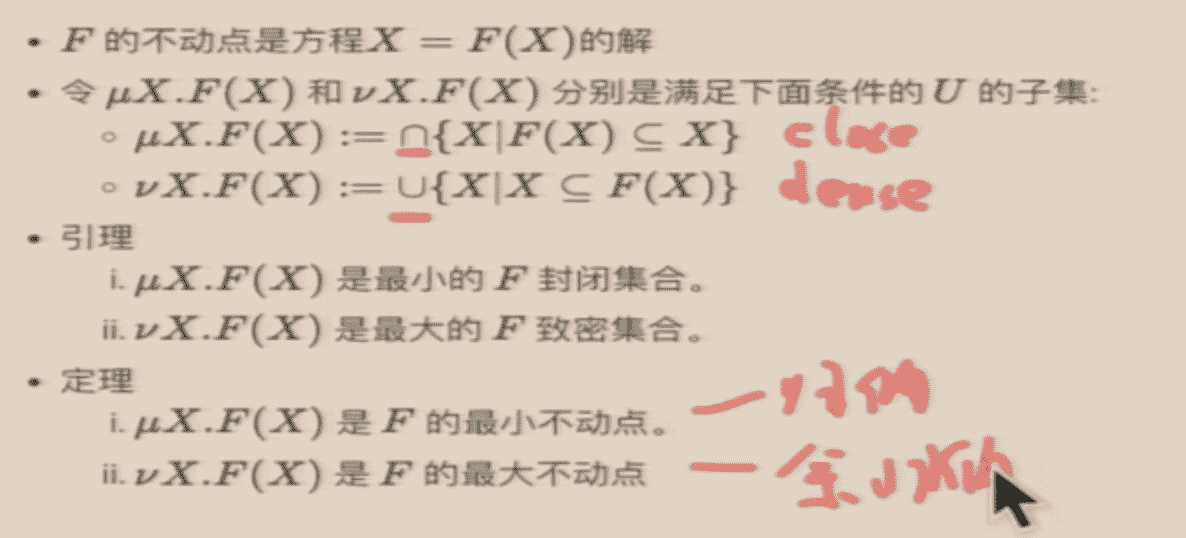 • F 的不动点是方程X = F(X)的解
• 令 μX.F(X) 和 νX.F(X) 分别是满足下面条件的 U 的子集:
○ μX.F(X) := ∩{X|F(X) ⊆ X} close
○ νX.F(X) := ∪{X|X ⊆ F(X)} dense
• 引理
i. μX.F(X) 是最小的 F 封闭集合。
ii. νX.F(X) 是最大的 F 致密集合。
• 定理
i. μX.F(X) 是 F 的最小不动点。
ii. νX.F(X) 是 F 的最大不动点